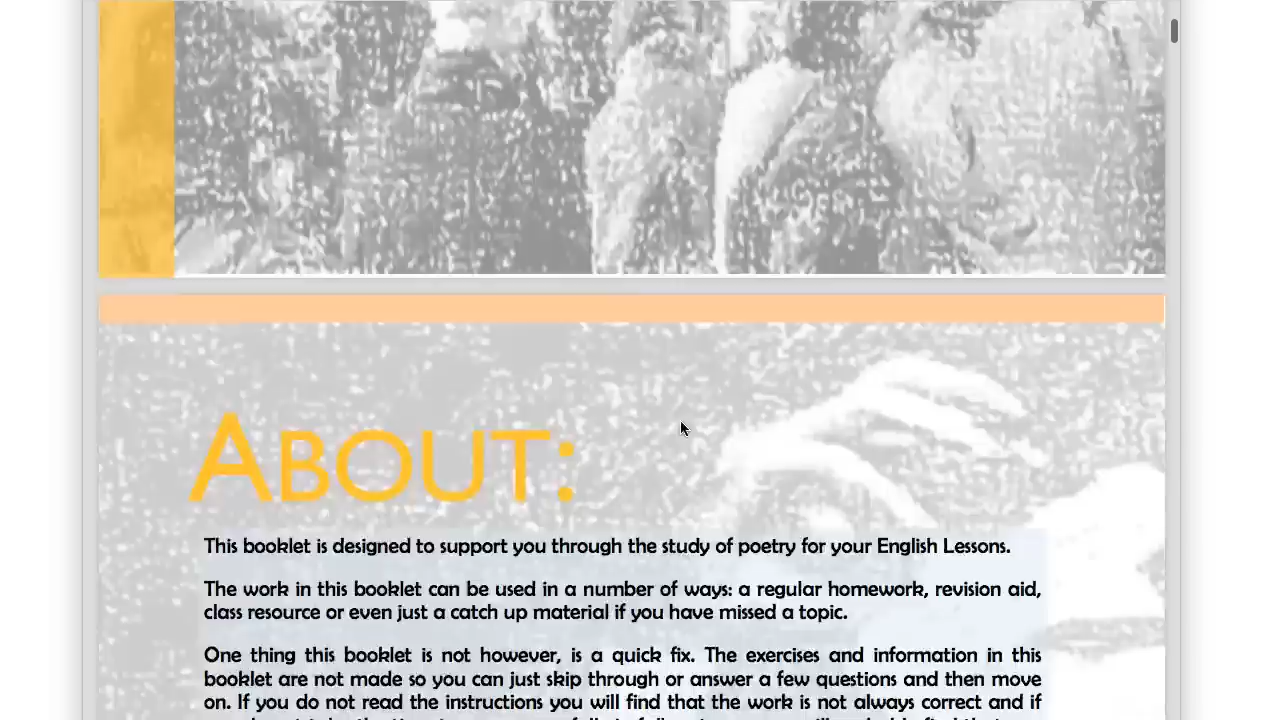 ABOUT:
This booklet is designed to support you through the study of poetry for your English Lessons.
The work in this booklet can be used in a number of ways: a regular homework, revision aid,
class resource or even just a catch up material if you have missed a topic.
One thing this booklet is not however, is a quick fix. The exercises and information in this
booklet are not made so you can just skip through or answer a few questions and then move
on. If you do not read the instructions you will find that the work is not always correct and if